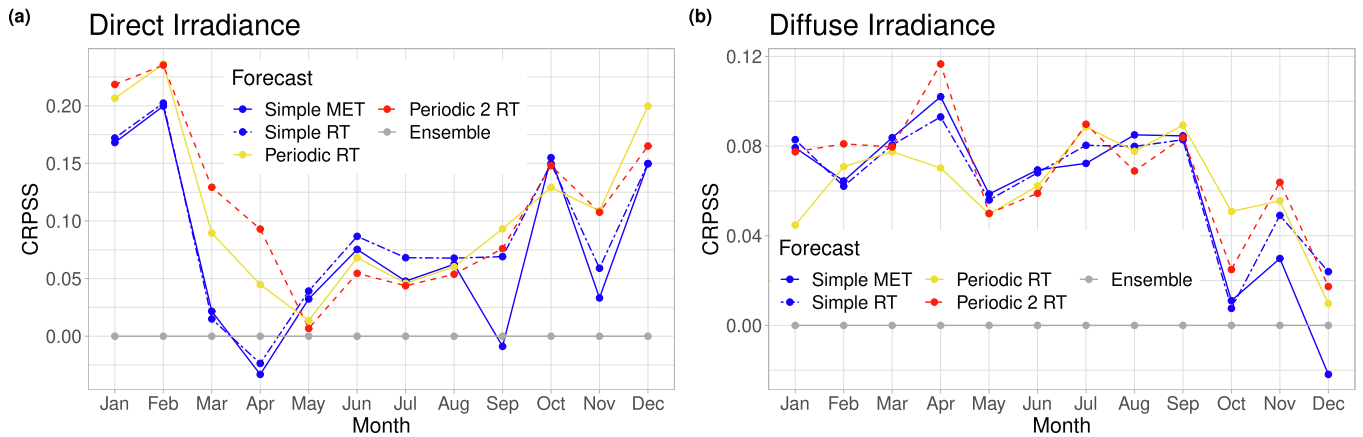 (a)
Direct Irradiance
CRPSS
0.20
0.15
0.10
0.05
0.00
Forecast
Simple MET
Periodic 2 RT
Simple RT
Ensemble
Periodic RT
Jan Feb Mar Apr May Jun Jul Aug Sep Oct Nov Dec
Month
(b)
Diffuse Irradiance
CRPSS
0.12
0.08
0.04
0.00
Forecast
Simple MET
Periodic RT
Ensemble
Simple RT
Periodic 2 RT
Jan Feb Mar Apr May Jun Jul Aug Sep Oct Nov Dec
Month